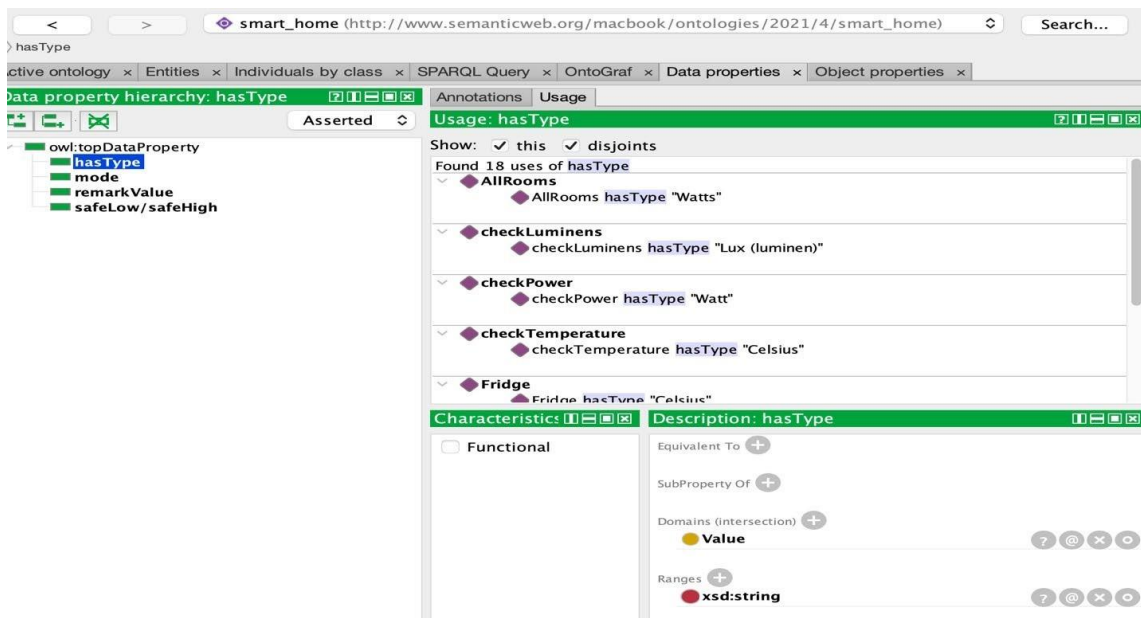 < > smart_home (http://www.semanticweb.org/macbook/ontologies/2021/4/smart_home) Search...
hasType
ctive ontology × Entities × Individuals by class × SPARQL Query × OntoGraf × Data properties × Object properties ×
Data property hierarchy: hasType
Asserted
owl:topDataProperty
hasType
mode
remarkValue
safeLow/safeHigh
Annotations Usage
Usage: hasType
Show: this disjoints
Found 18 uses of hasType
AllRooms
AllRooms hasType "Watts"
checkLuminens
checkLuminens hasType "Lux (luminen)"
checkPower
checkPower hasType "Watt"
checkTemperature
checkTemperature hasType "Celsius"
Fridge
Fridge hasType "Celsius"
Characteristics
Functional
Description: hasType
Equivalent To
SubProperty Of
Domains (intersection)
Value
Ranges
xsd:string